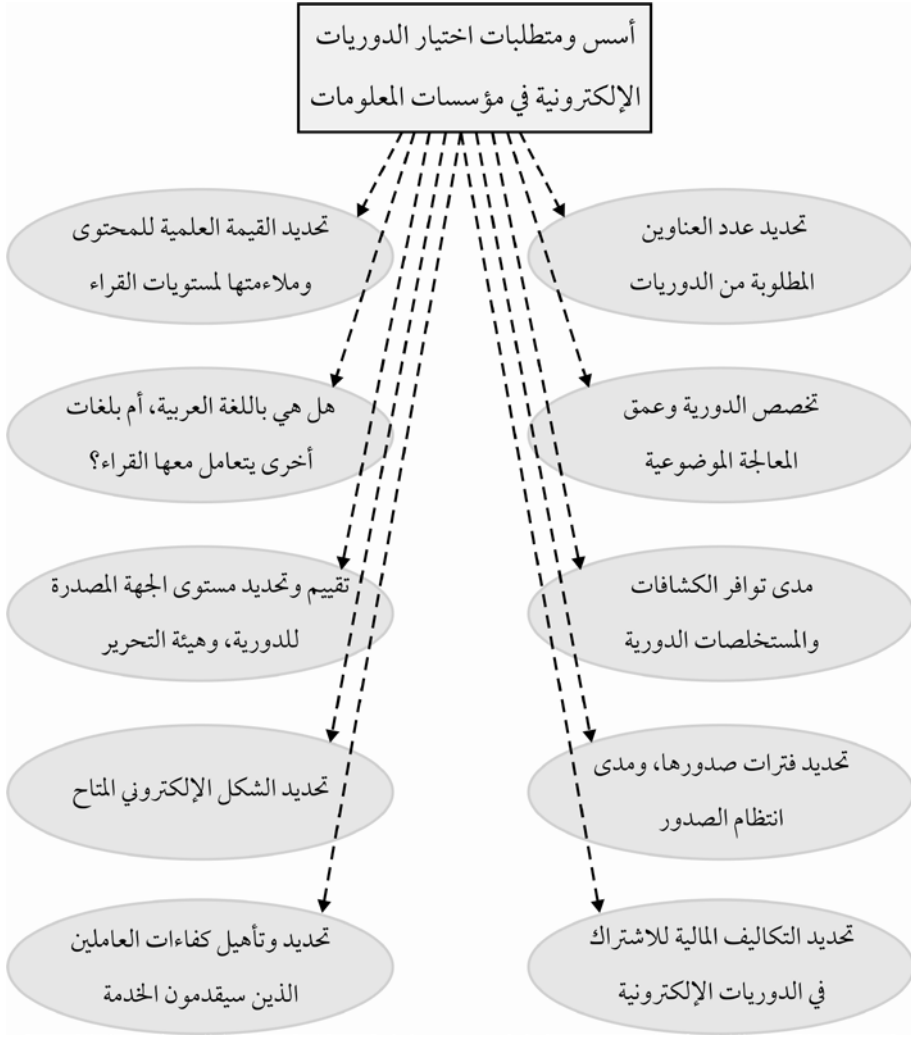 أسس ومتطلبات اختيار الدوريات
الإلكترونية في مؤسسات المعلومات
تحديد عدد العناوين
المطلوبة من الدوريات
تحديد القيمة العلمية للمحتوى
وملاءمتها لمستويات القراء
تخصص الدورية وعمق
المعالجة الموضوعية
هل هي باللغة العربية، أم بلغات
أخرى يتعامل معها القراء؟
مدى توافر الكشافات
والمستخلصات الدورية
تقييم وتحديد مستوى الجهة المصدرة
للدورية، وهيئة التحرير
تحديد فترات صدورها، ومدى
انتظام الصدور
تحديد الشكل الإلكتروني المتاح
تحديد التكاليف المالية للاشتراك
في الدوريات الإلكترونية
تحديد وتأهيل كفاءات العاملين
الذين سيقدمون الخدمة